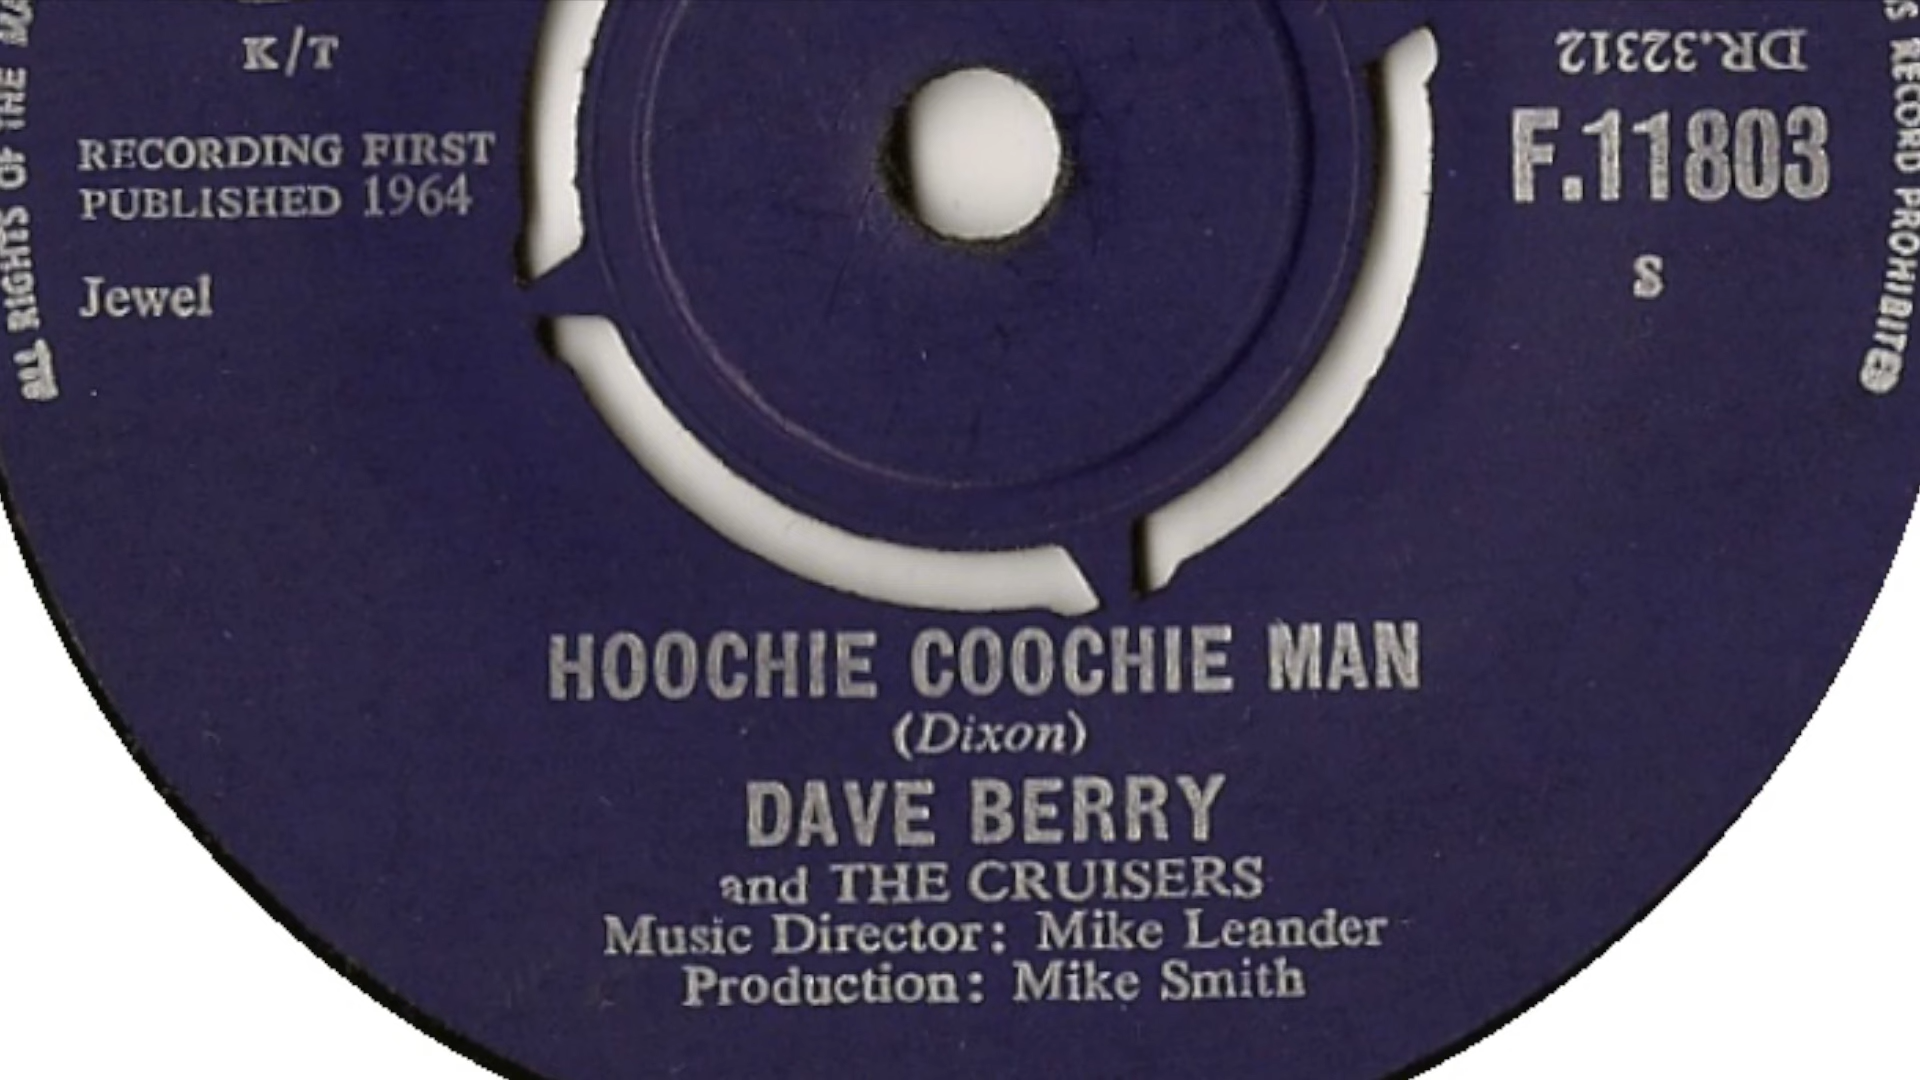 ALL RIGHTS OF THE
K/T
RECORDING FIRST
PUBLISHED 1964
Jewel
DR.32312
F.11803
S
RECORD PROHIBITED
HOOCHIE COOCHIE MAN
(Dixon)
DAVE BERRY
and THE CRUISERS
Music Director: Mike Leander
Production: Mike Smith